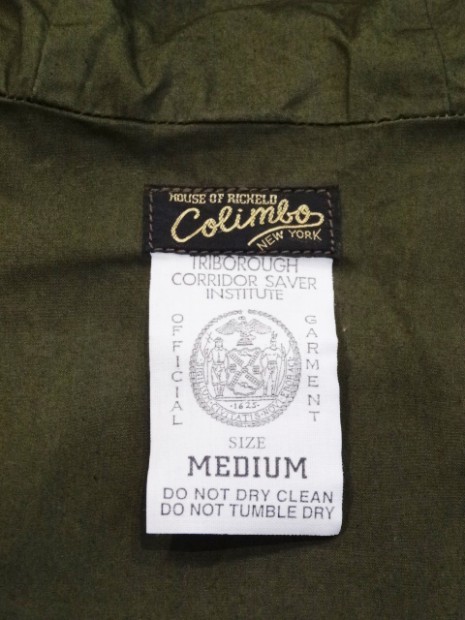 HOUSE OF RICHELD
Colimbo
NEW YORK
TRIBOROUGH
CORRIDOR SAVER
INSTITUTE
OFFICIAL
GARMENT
·1625·
SIZE
MEDIUM
DO NOT DRY CLEAN
DO NOT TUMBLE DRY